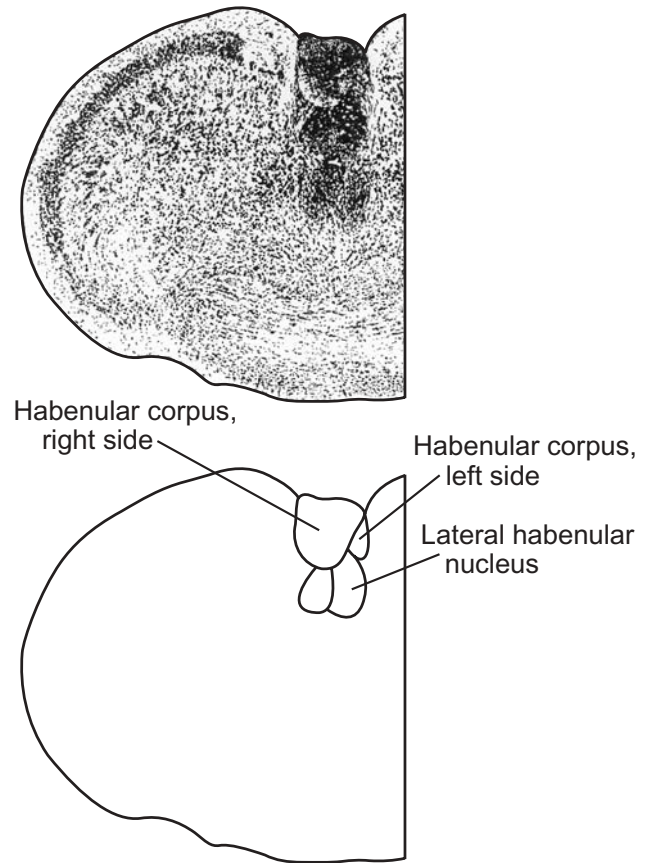 Habenular corpus,
right side
Habenular corpus,
left side
Lateral habenular
nucleus